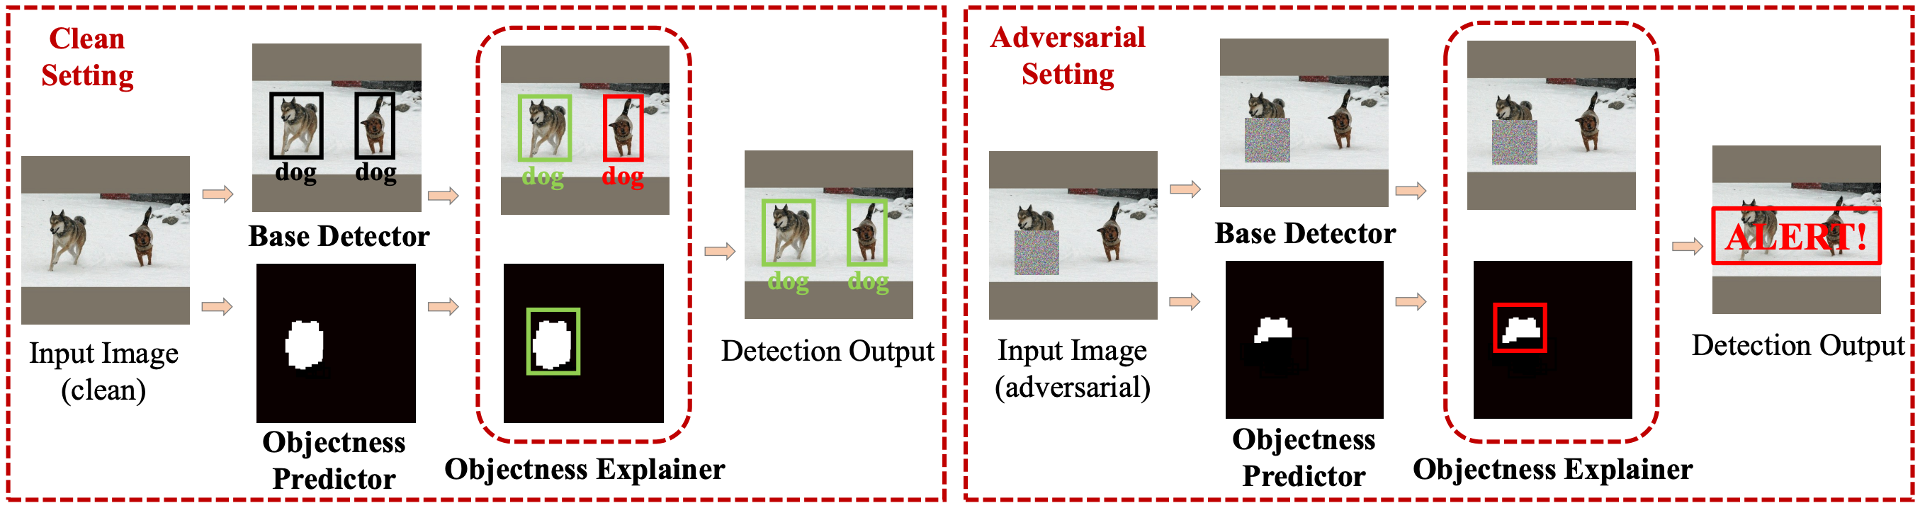 Clean
Setting
dog
dog
Base Detector
Input Image
(clean)
Objectness
Predictor
dog
dog
Objectness Explainer
dog
dog
Detection Output
Adversarial
Setting
Base Detector
Input Image
(adversarial)
Objectness
Predictor
Objectness Explainer
ALERT!
Detection Output